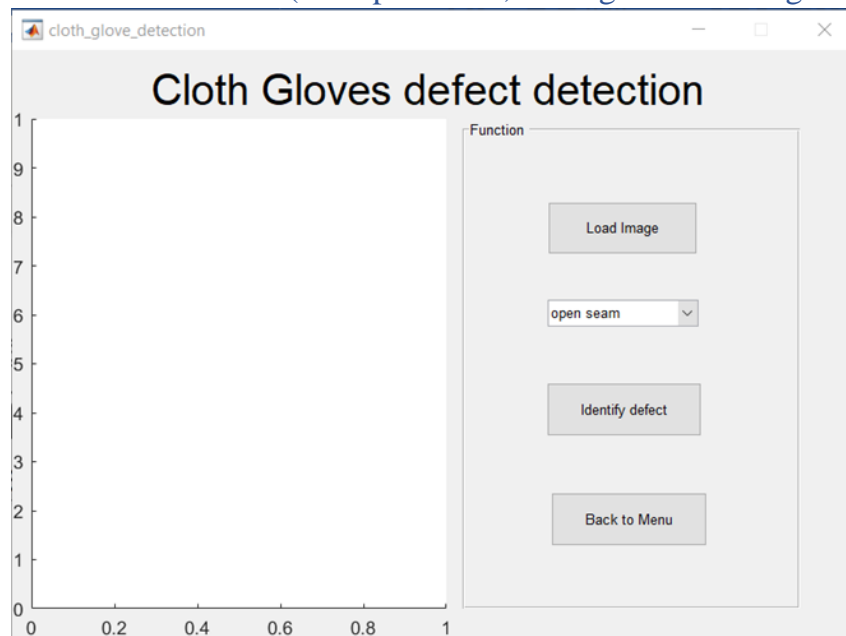 cloth_glove_detection
Cloth Gloves defect detection
1
9
8
7
6
5
4
3
2
1
0
0 0.2 0.4 0.6 0.8 1
Function
Load Image
open seam
Identify defect
Back to Menu